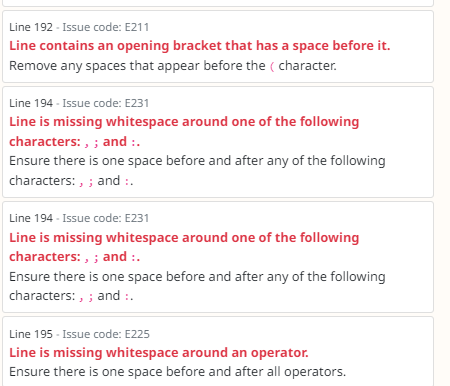 Line 192 - Issue code: E211
Line contains an opening bracket that has a space before it.
Remove any spaces that appear before the ( character.
Line 194 - Issue code: E231
Line is missing whitespace around one of the following
characters: , ; and :.
Ensure there is one space before and after any of the following
characters: , ; and :.
Line 194 - Issue code: E231
Line is missing whitespace around one of the following
characters: , ; and :.
Ensure there is one space before and after any of the following
characters: , ; and :.
Line 195 - Issue code: E225
Line is missing whitespace around an operator.
Ensure there is one space before and after all operators.